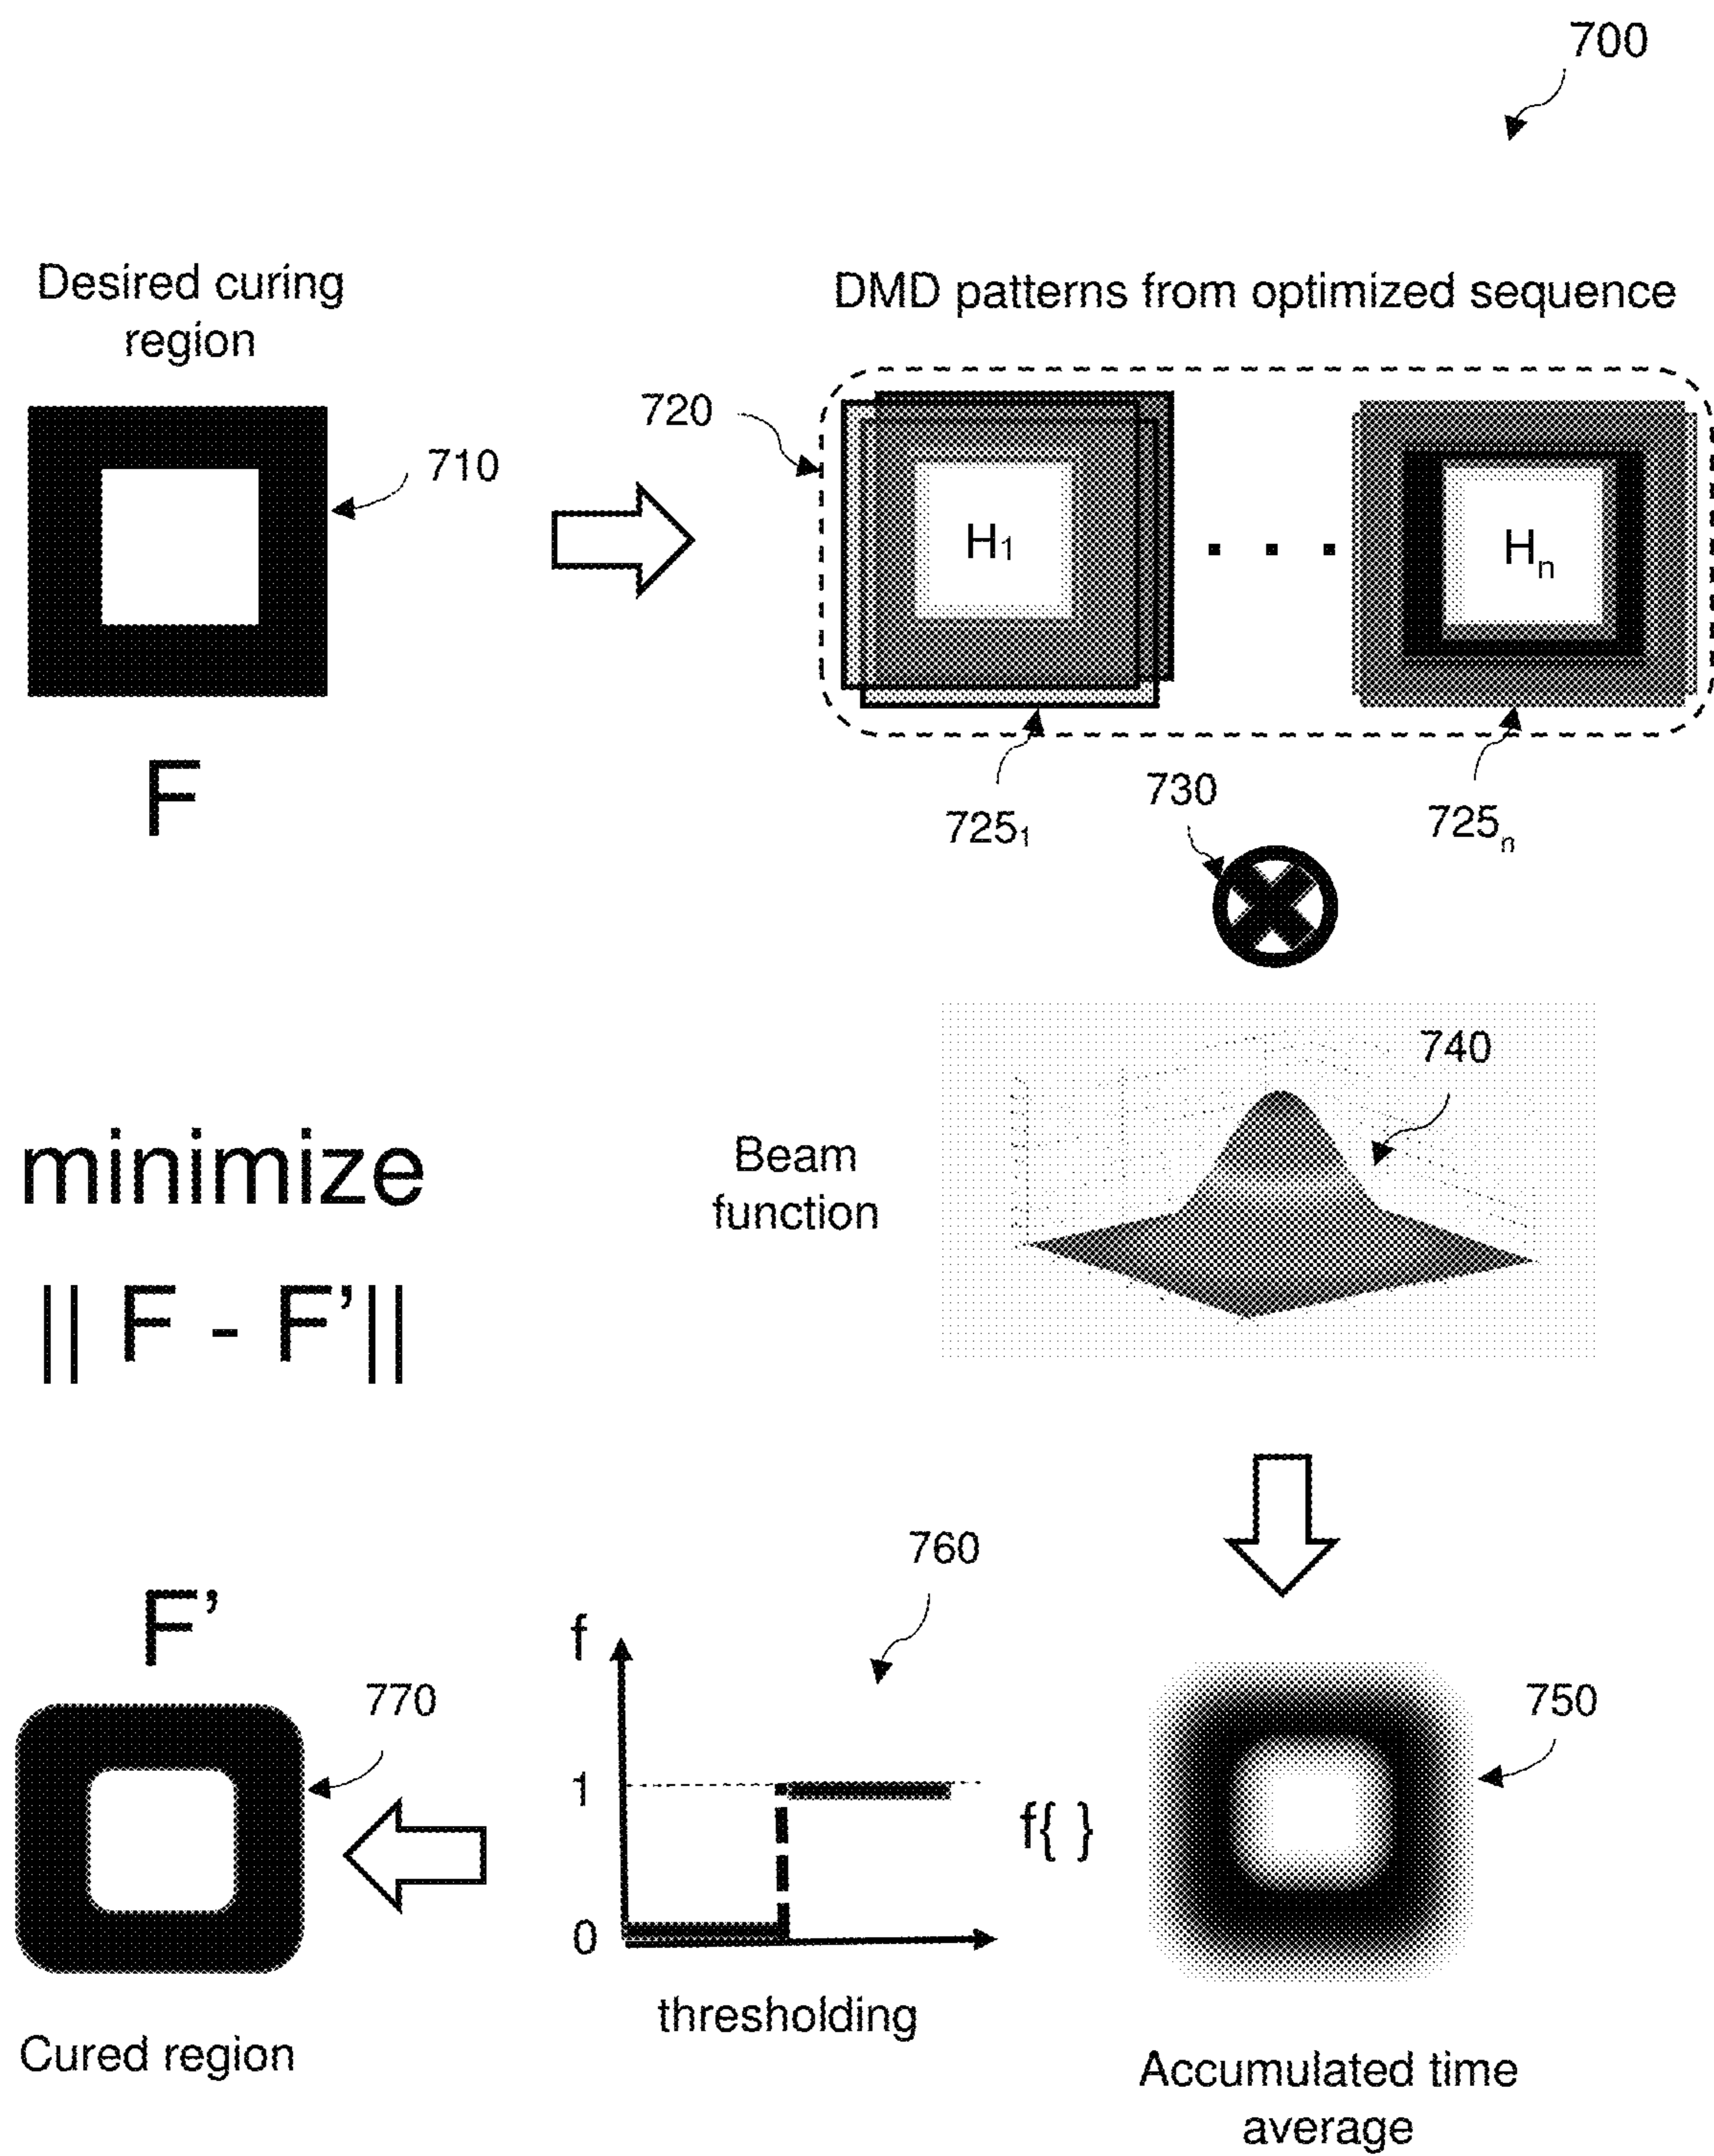 700
Desired curing
region
DMD patterns from optimized sequence
720
710
H1
. . .
Hn
F
7251
730
725n
740
Beam
function
minimize
|| F - F’||
760
F’
f
770
750
1
f{ }
0
thresholding
Cured region
Accumulated time
average